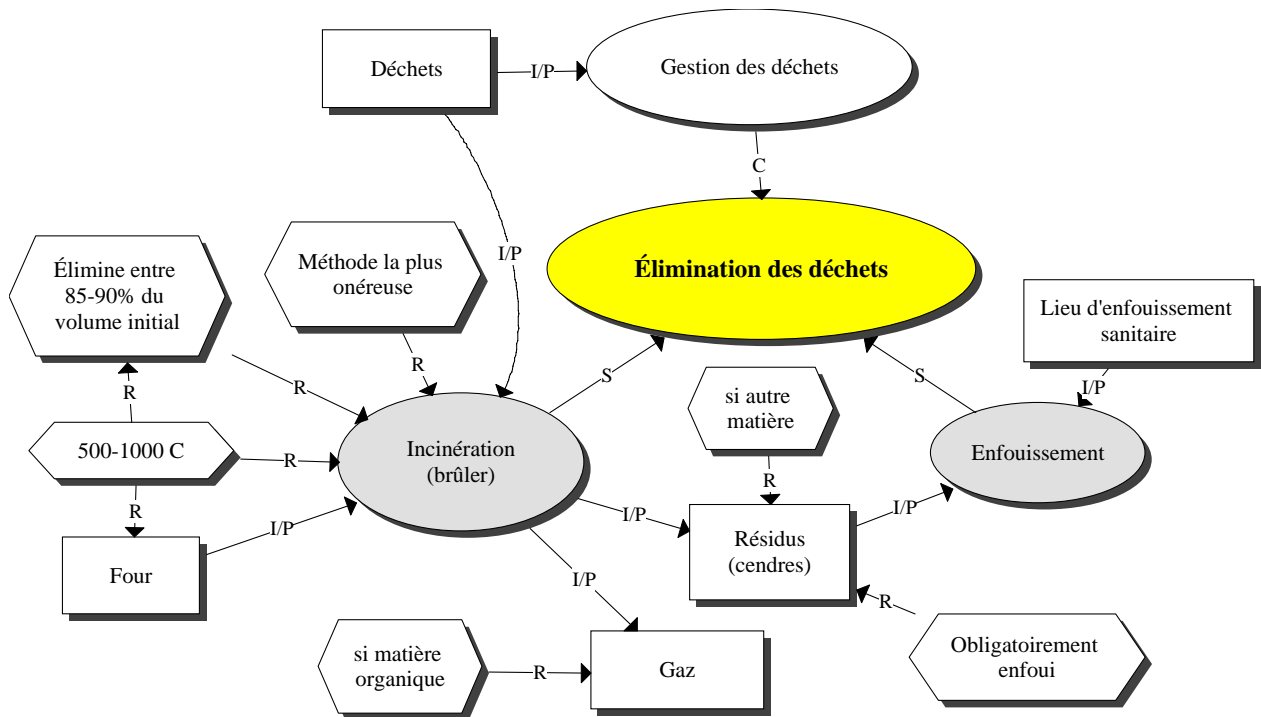 Déchets
I/P
Gestion des déchets
C
I/P
Élimination des déchets
Élimine entre
85-90% du
volume initial
Méthode la plus
onéreuse
Lieu d'enfouissement
sanitaire
R
R
R
S
S
I/P
si autre
matière
500-1000 C
R
Incinération
(brûler)
Enfouissement
R
R
I/P
I/P
I/P
Four
Résidus
(cendres)
I/P
R
si matière
organique
R
Gaz
Obligatoirement
enfoui